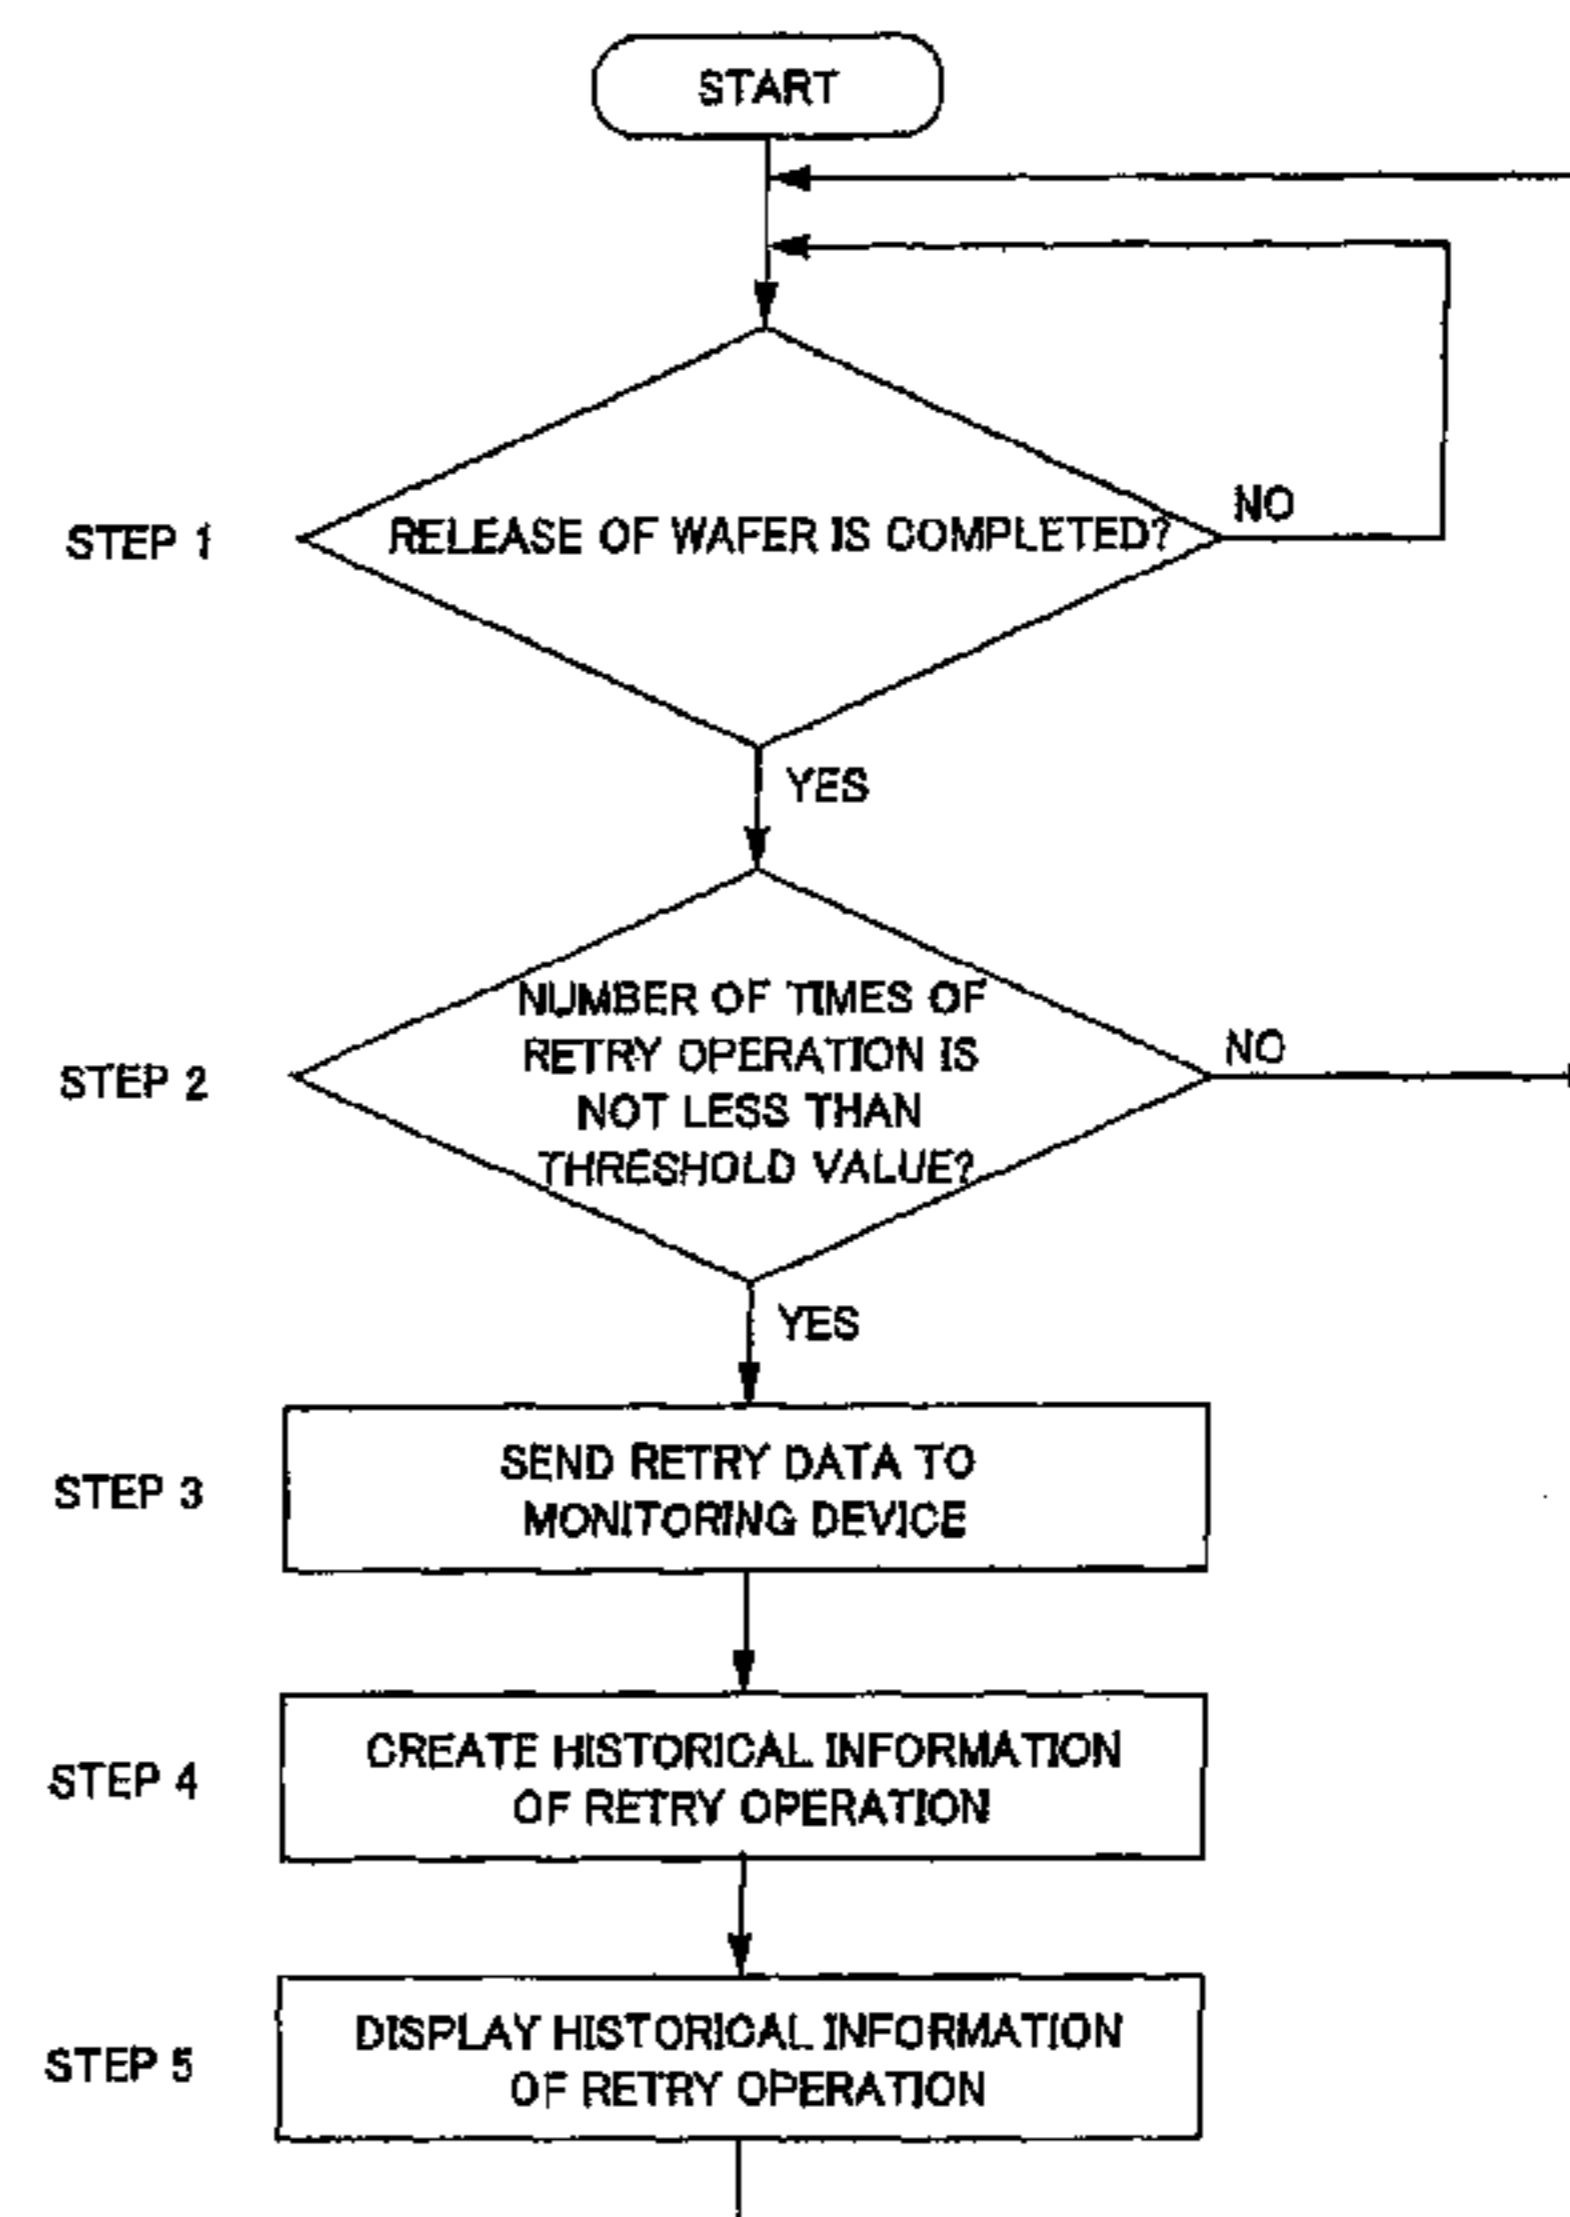 START
STEP 1
RELEASE OF WAFER IS COMPLETED?
NO
YES
STEP 2
NUMBER OF TIMES OF
RETRY OPERATION IS
NOT LESS THAN
THRESHOLD VALUE?
NO
YES
STEP 3
SEND RETRY DATA TO
MONITORING DEVICE
STEP 4
CREATE HISTORICAL INFORMATION
OF RETRY OPERATION
STEP 5
DISPLAY HISTORICAL INFORMATION
OF RETRY OPERATION